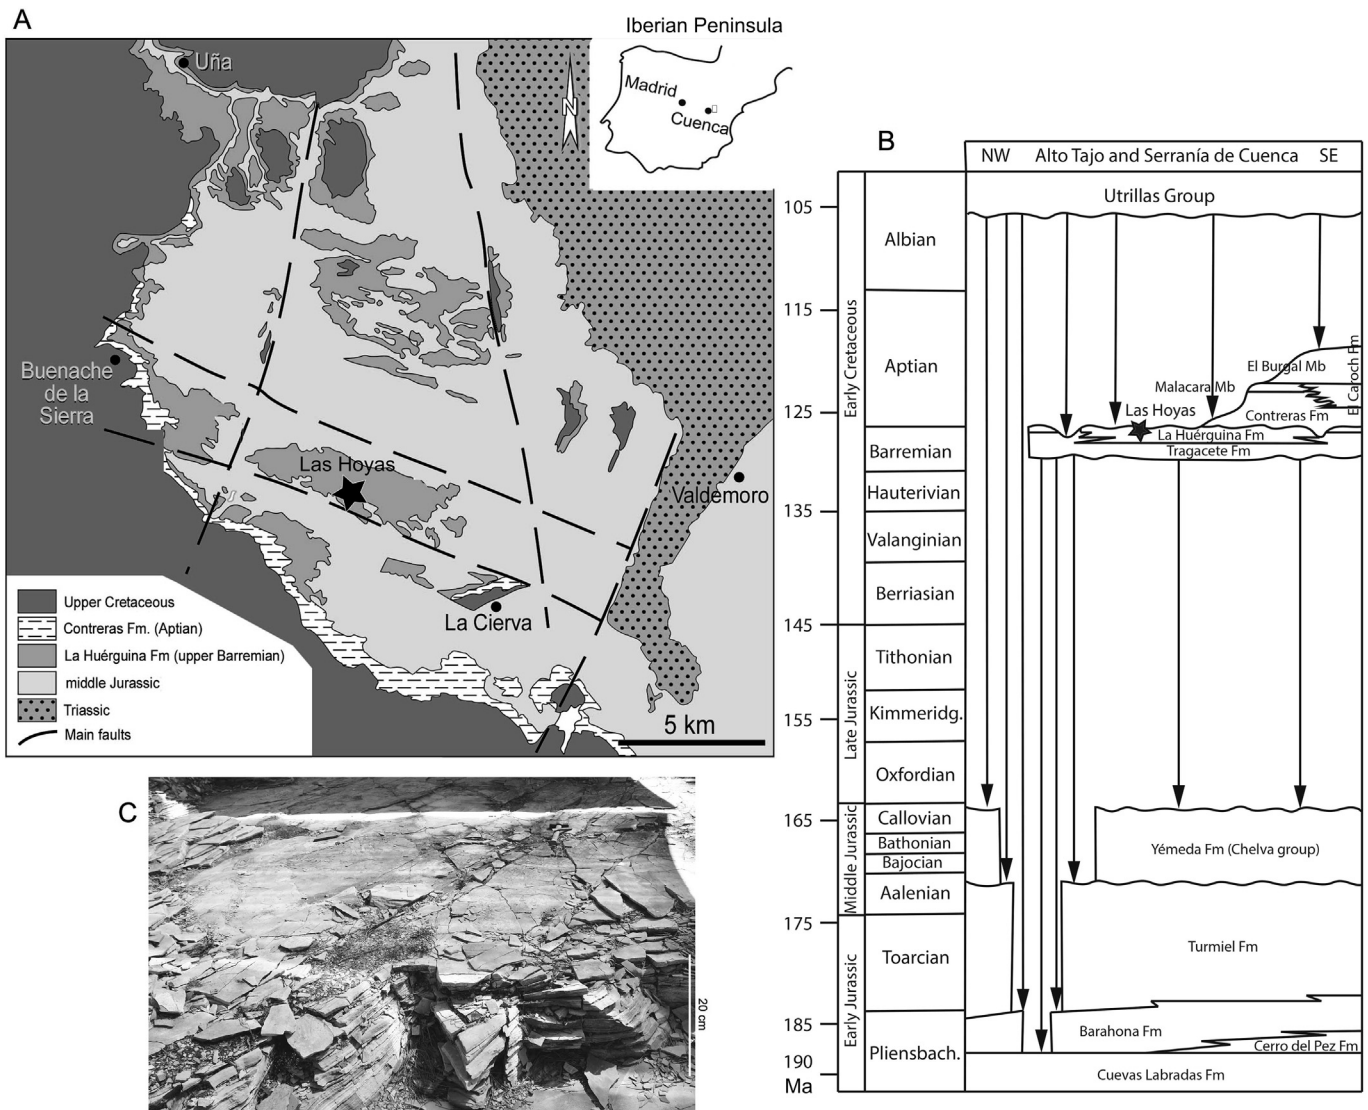 A
Iberian Peninsula
Uña
N
Madrid
Cuenca
Buenache
de la
Sierra
Las Hoyas
Valdemoro
La Cierva
Upper Cretaceous
Contreras Fm. (Aptian)
La Huérguina Fm (upper Barremian)
middle Jurassic
Triassic
Main faults
5 km
B
NW Alto Tajo and Serranía de Cuenca SE
Utrillas Group
105
115
125
135
145
155
165
175
185
190
Ma
Early Cretaceous
Late Jurassic
Middle Jurassic
Early Jurassic
Albian
Aptian
Barremian
Hauterivian
Valanginian
Berriasian
Tithonian
Kimmeridg.
Oxfordian
Callovian
Bathonian
Bajocian
Aalenian
Toarcian
Pliensbach.
El Burgal Mb
El Caroch Fm
Malacara Mb
Las Hoyas
Contreras Fm
La Huérguina Fm
Tragacete Fm
Yémeda Fm (Chelva group)
Turmiel Fm
Barahona Fm
Cerro del Pez Fm
Cuevas Labradas Fm
C
20 cm